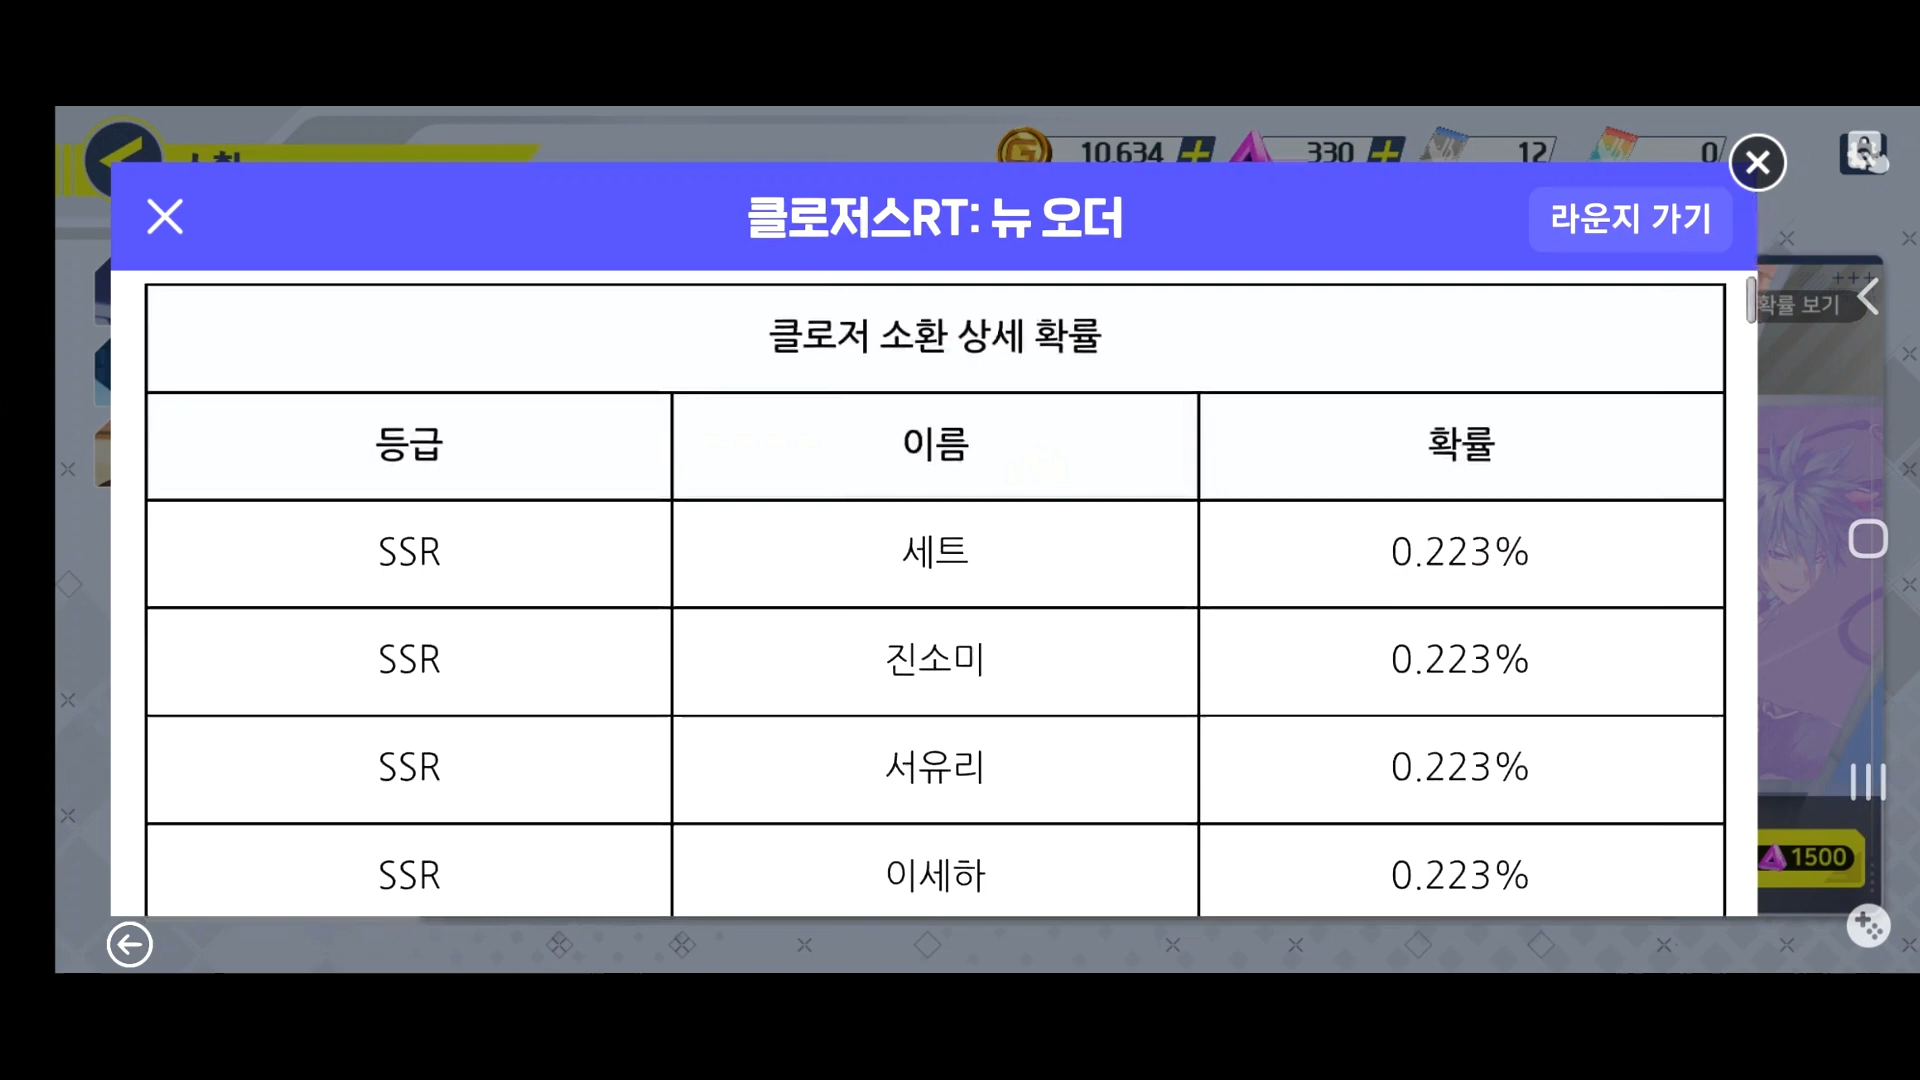 10,634
330
12
0
클로저스RT: 뉴 오더
라운지 가기
확률 보기
클로저 소환 상세 확률
등급 이름 확률
SSR 세트 0.223%
SSR 진소미 0.223%
SSR 서유리 0.223%
SSR 이세하 0.223%
1500